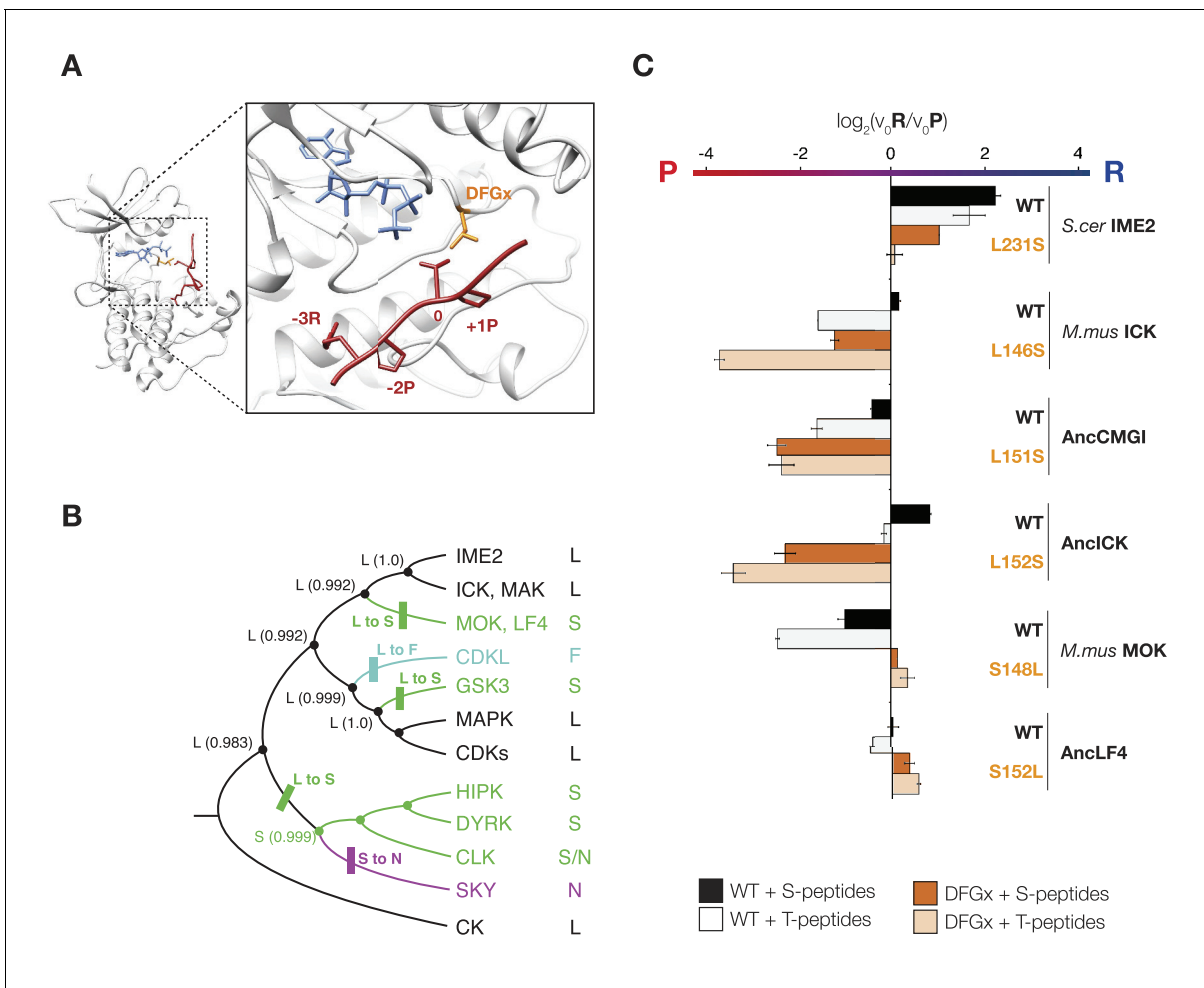 A
DFGx
-3R
0
+1P
-2P
B
L (1.0)
IME2 L
L (0.992)
ICK, MAK L
L to S
MOK, LF4 S
L (0.992)
L to F
CDKL F
L to S
GSK3 S
L (0.999)
L (1.0)
MAPK L
CDKs L
L (0.983)
L to S
HIPK S
DYRK S
S (0.999)
CLK S/N
S to N
SKY N
CK L
C
log2(v0R/v0P)
P -4 -2 0 2 4 R
WT
S.cer IME2
L231S
WT
M.mus ICK
L146S
WT
AncCMGI
L151S
WT
AncICK
L152S
WT
M.mus MOK
S148L
WT
AncLF4
S152L
WT + S-peptides
WT + T-peptides
DFGx + S-peptides
DFGx + T-peptides